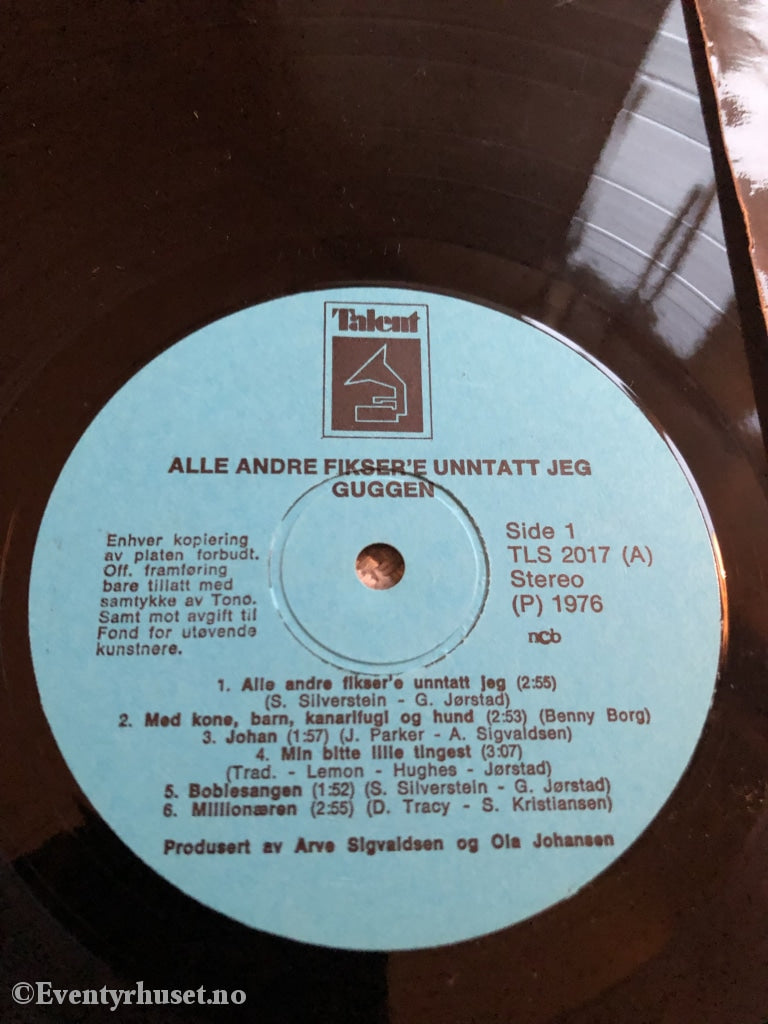 Talent
ALLE ANDRE FIKSER'E UNNTATT JEG
GUGGEN
Enhver kopiering
av platen forbudt.
Off. framføring
bare tillatt med
samtykke av Tono.
Samt mot avgift til
Fond for utøvende
kunstnere.
Side 1
TLS 2017 (A)
Stereo
(P) 1976
ncb
1. Alle andre fikser'e unntatt jeg (2:55)
(S. Silverstein - G. Jørstad)
2. Med kone, barn, kanarifugl og hund (2:53) (Benny Borg)
3. Johan (1:57) (J. Parker - A. Sigvaldsen)
4. Min bitte lille tingest (3:07)
(Trad. - Lemon - Hughes - Jørstad)
5. Boblesangen (1:52) (S. Silverstein - G. Jørstad)
6. Millionæren (2:55) (D. Tracy - S. Kristiansen)
Produsert av Arve Sigvaldsen og Ola Johansen
©Eventyrhuset.no